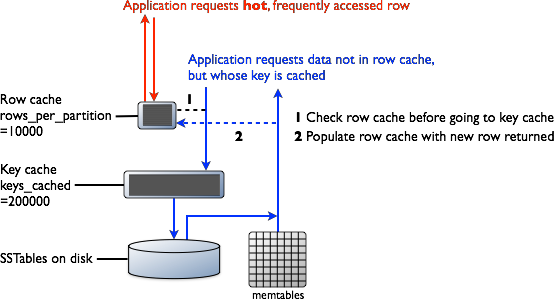 Application requests hot, frequently accessed row
Application requests data not in row cache,
but whose key is cached
Row cache
rows_per_partition
=10000
1
1 Check row cache before going to key cache
2
2 Populate row cache with new row returned
Key cache
keys_cached
=200000
SSTables on disk
memtables